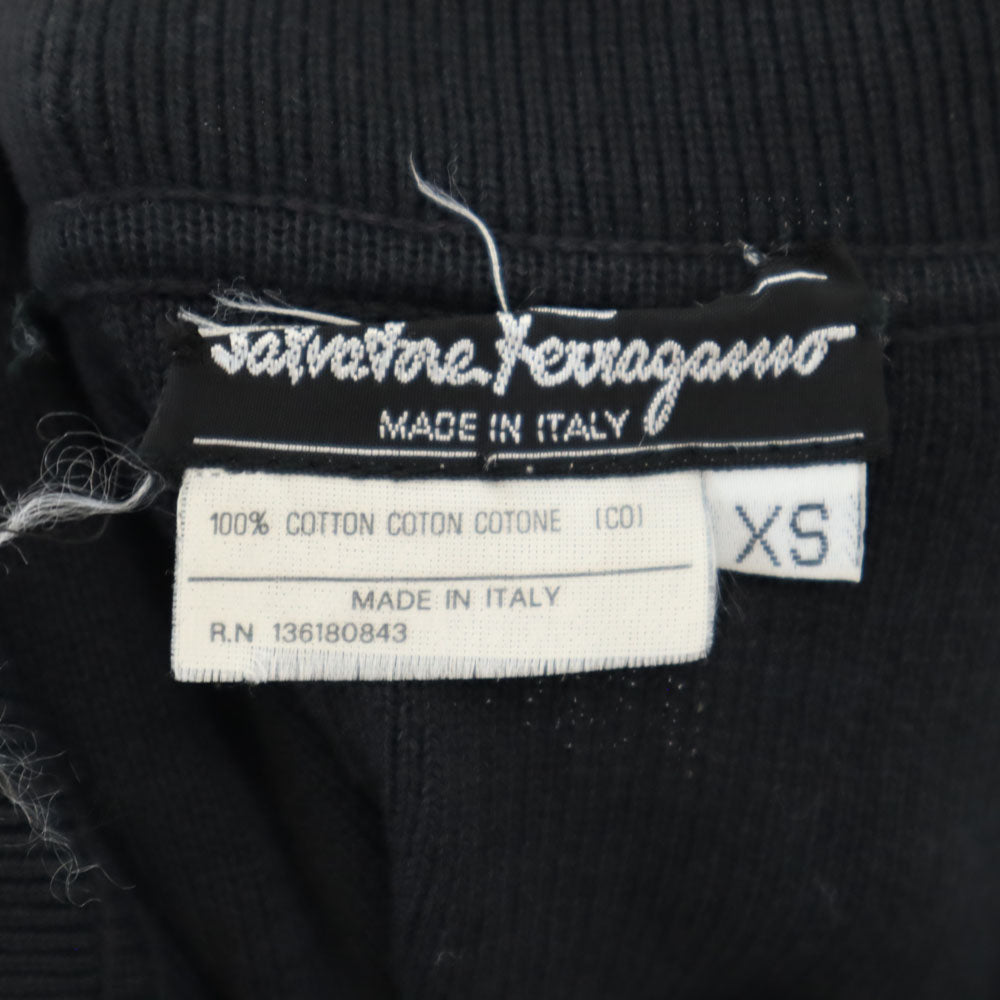 Salvatore Ferragamo
MADE IN ITALY
100% COTTON COTON COTONE (CO)
XS
MADE IN ITALY
R.N 136180843